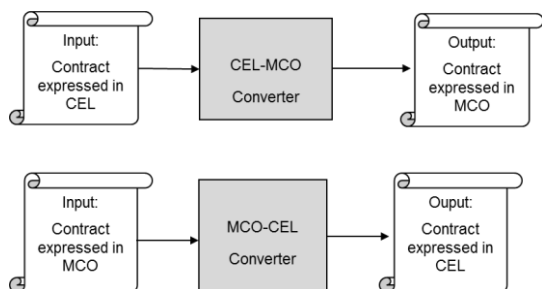 Input:
Contract
expressed in
CEL
CEL-MCO
Converter
Output:
Contract
expressed in
MCO
Input:
Contract
expressed in
MCO
MCO-CEL
Converter
Ouput:
Contract
expressed in
CEL